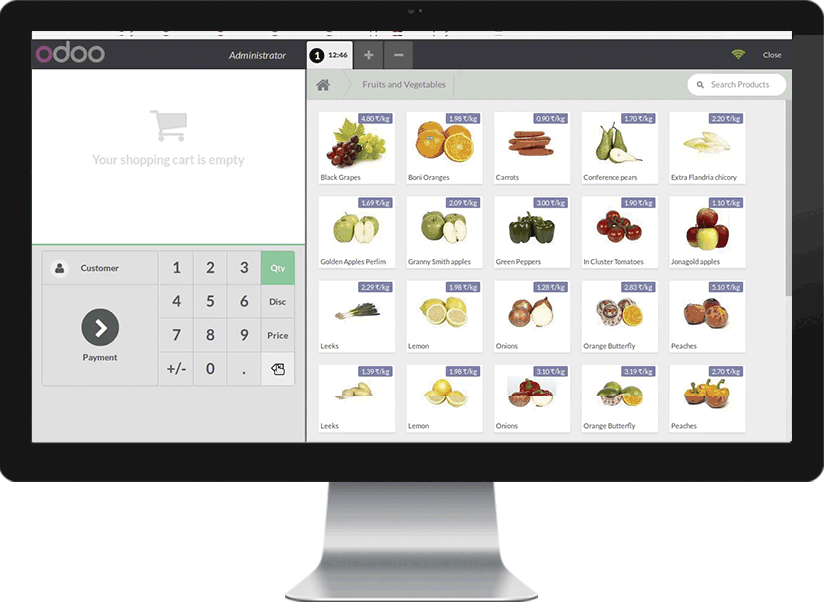 odoo
Administrator
1 12:46
+
−
Close
Fruits and Vegetables
Search Products
Your shopping cart is empty
4.80 ₹/kg
Black Grapes
1.98 ₹/kg
Boni Oranges
0.90 ₹/kg
Carrots
1.70 ₹/kg
Conference pears
2.20 ₹/kg
Extra Flandria chicory
1.69 ₹/kg
Golden Apples Perlim
2.09 ₹/kg
Granny Smith apples
3.00 ₹/kg
Green Peppers
1.90 ₹/kg
In Cluster Tomatoes
1.10 ₹/kg
Jonagold apples
2.29 ₹/kg
Leeks
1.98 ₹/kg
Lemon
1.28 ₹/kg
Onions
2.83 ₹/kg
Orange Butterfly
5.10 ₹/kg
Peaches
1.39 ₹/kg
Leeks
1.98 ₹/kg
Lemon
3.10 ₹/kg
Onions
3.19 ₹/kg
Orange Butterfly
2.70 ₹/kg
Peaches
Customer
1 2 3 Qty
4 5 6 Disc
7 8 9 Price
+/- 0 .
Payment